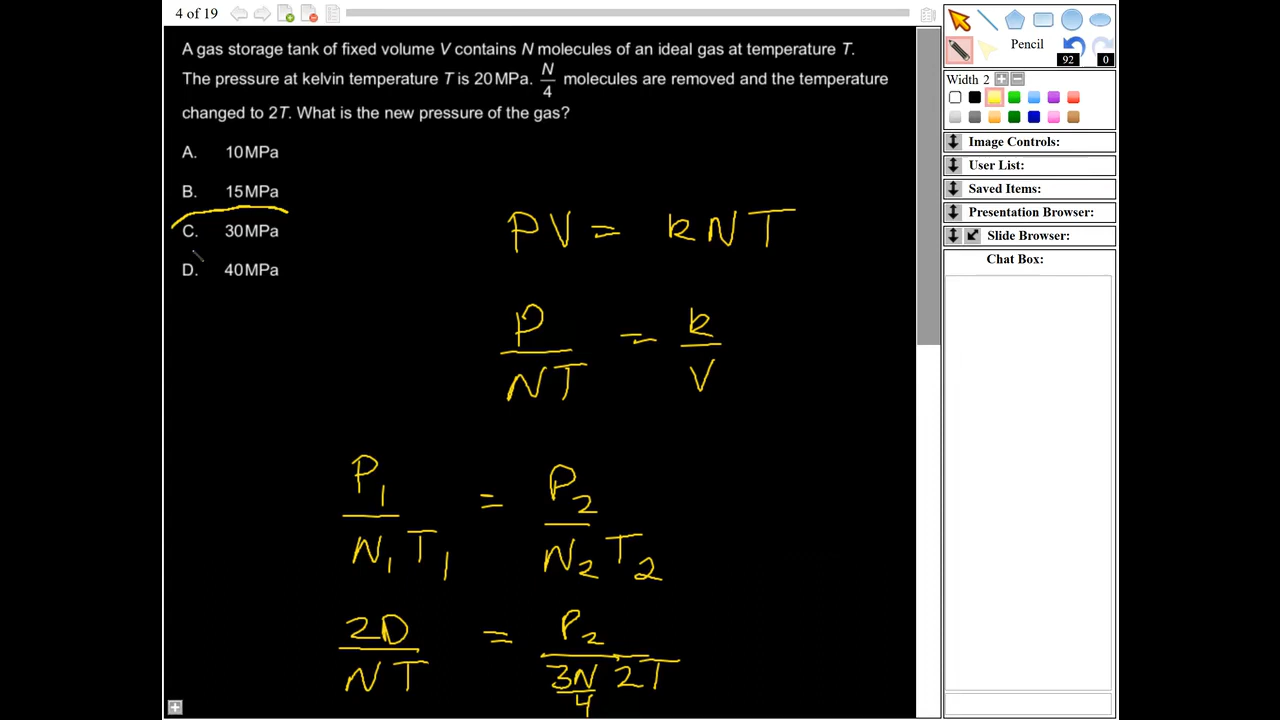 4 of 19
A gas storage tank of fixed volume V contains N molecules of an ideal gas at temperature T.
The pressure at kelvin temperature T is 20 MPa. N/4 molecules are removed and the temperature
changed to 2T. What is the new pressure of the gas?
A. 10 MPa
B. 15 MPa
C. 30 MPa
D. 40 MPa
PV = kNT
P/NT = k/V
P₁/N₁T₁ = P₂/N₂T₂
20/NT = P₂/(3N/4 2T)
Pencil
92 0
Width 2
Image Controls:
User List:
Saved Items:
Presentation Browser:
Slide Browser:
Chat Box: